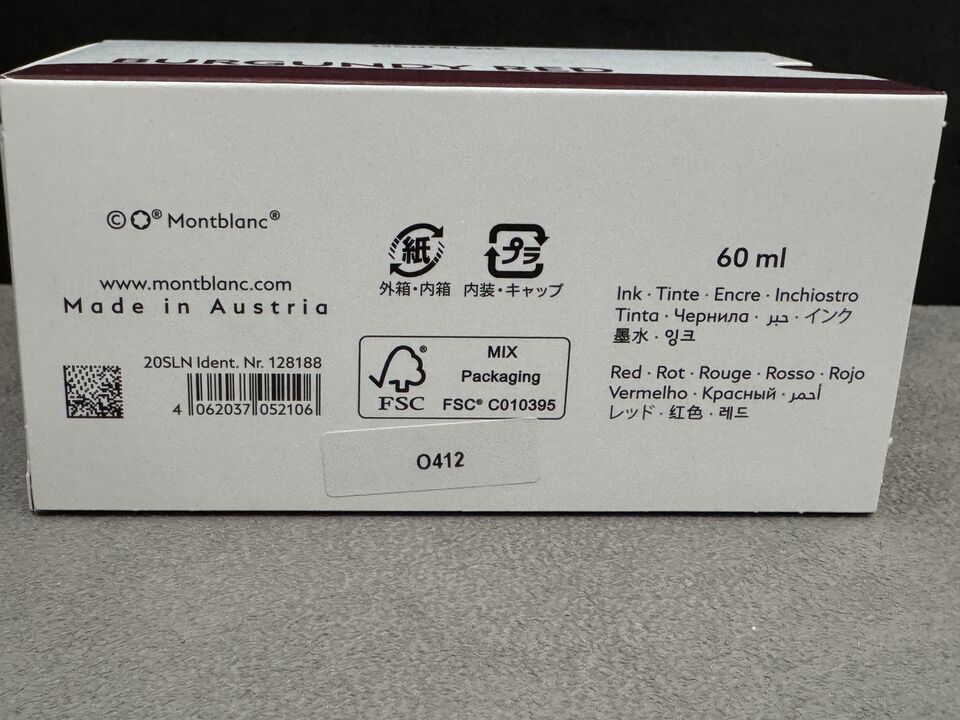 Montblanc
BURGUNDY RED
©® Montblanc®
www.montblanc.com
Made in Austria
20SLN Ident. Nr. 128188
4 062037 052106
紙
外箱・内箱
プラ
内装・キャップ
FSC®
MIX
Packaging
FSC® C010395
O412
60 ml
Ink · Tinte · Encre · Inchiostro
Tinta · Чернила · حبر · インク
墨水 · 잉크
Red · Rot · Rouge · Rosso · Rojo
Vermelho · Красный · أحمر
レッド · 红色 · 레드